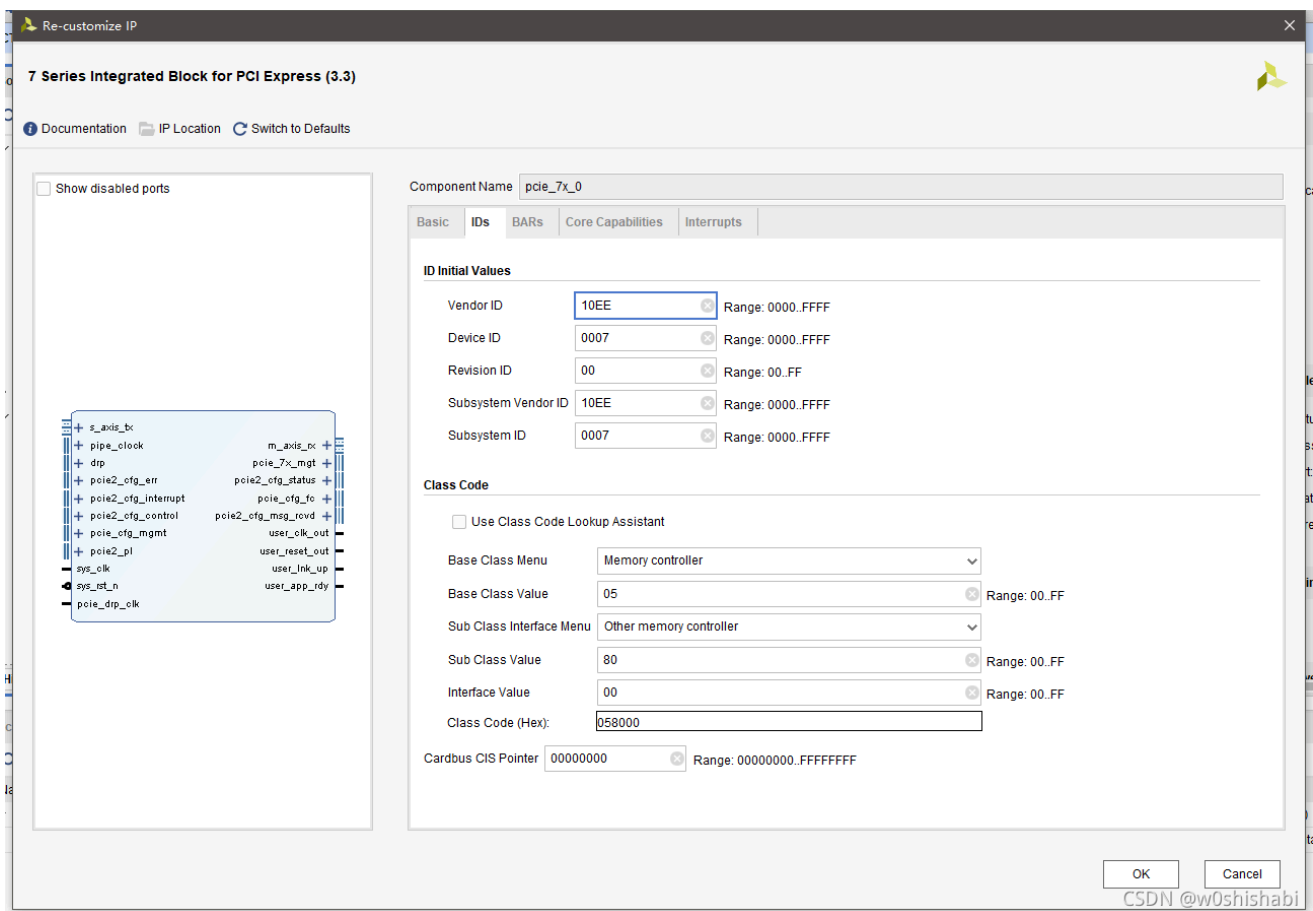 Re-customize IP
7 Series Integrated Block for PCI Express (3.3)
Documentation IP Location Switch to Defaults
Show disabled ports
s_axis_tx
pipe_clock
drp
pcie2_cfg_err
pcie2_cfg_interrupt
pcie2_cfg_control
pcie_cfg_mgmt
pcie2_pl
sys_clk
sys_rst_n
pcie_drp_clk
m_axis_rx
pcie_7x_mgt
pcie2_cfg_status
pcie_cfg_fc
pcie2_cfg_msg_rcvd
user_clk_out
user_reset_out
user_lnk_up
user_app_rdy
Component Name pcie_7x_0
Basic IDs BARs Core Capabilities Interrupts
ID Initial Values
Vendor ID 10EE Range: 0000..FFFF
Device ID 0007 Range: 0000..FFFF
Revision ID 00 Range: 00..FF
Subsystem Vendor ID 10EE Range: 0000..FFFF
Subsystem ID 0007 Range: 0000..FFFF
Class Code
Use Class Code Lookup Assistant
Base Class Menu Memory controller
Base Class Value 05 Range: 00..FF
Sub Class Interface Menu Other memory controller
Sub Class Value 80 Range: 00..FF
Interface Value 00 Range: 00..FF
Class Code (Hex): 058000
Cardbus CIS Pointer 00000000 Range: 00000000..FFFFFFFF
OK Cancel
CSDN @w0shishabi